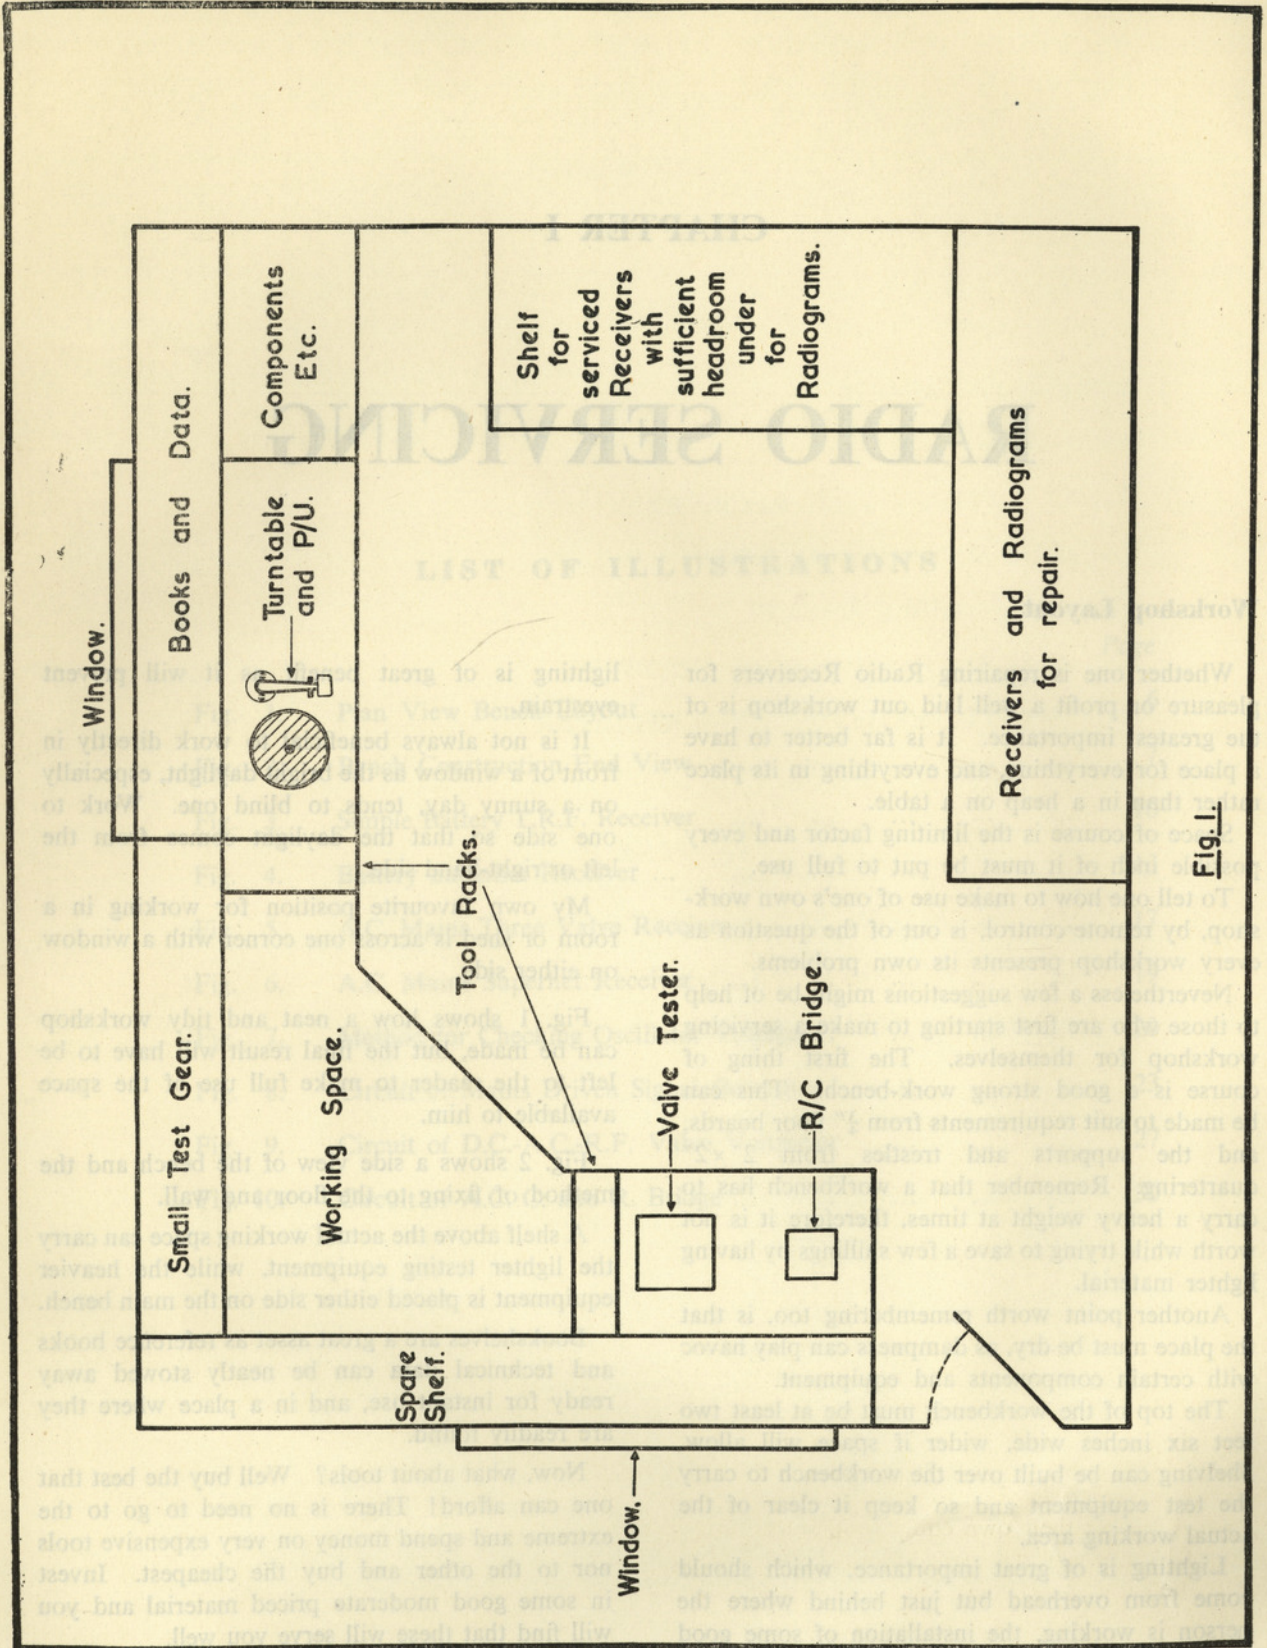 Window.
Small Test Gear.
Books and Data.
Turntable
and P/U.
Components
Etc.
Working Space
Spare
Shelf.
Tool Racks.
Shelf
for
serviced
Receivers
with
sufficient
headroom
under
for
Radiograms.
Window.
Valve Tester.
R/C Bridge.
Receivers and Radiograms
for repair.
Fig. 1.